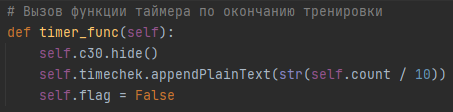 # Вызов функции таймера по окончанию тренировки
def timer_func(self):
    self.c30.hide()
    self.timechek.appendPlainText(str(self.count / 10))
    self.flag = False